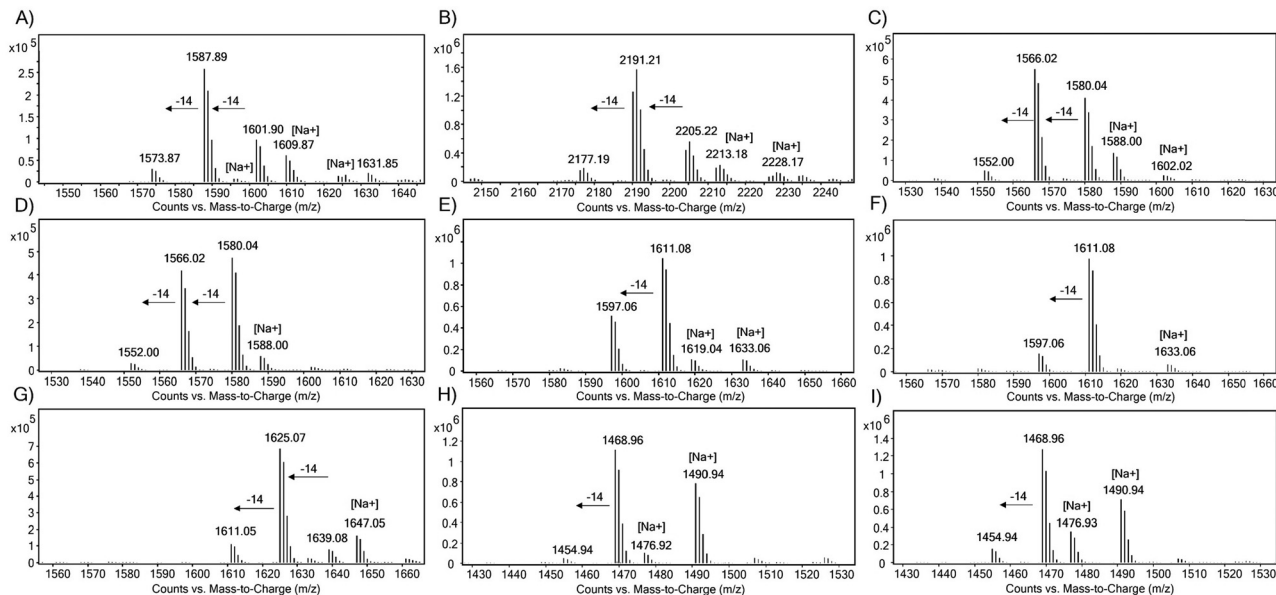 A)
x10 5
2.5
2
1.5
1
0.5
0
1587.89
-14
-14
1573.87
1601.90
[Na+]
1609.87
[Na+]
[Na+]
1631.85
1550 1560 1570 1580 1590 1600 1610 1620 1630 1640
Counts vs. Mass-to-Charge (m/z)
B)
x10 6
1.6
1.4
1.2
1
0.8
0.6
0.4
0.2
0
2191.21
-14
-14
2177.19
2205.22
[Na+]
2213.18
[Na+]
2228.17
2150 2160 2170 2180 2190 2200 2210 2220 2230 2240
Counts vs. Mass-to-Charge (m/z)
C)
x10 5
5
4
3
2
1
0
1566.02
-14
-14
1552.00
1580.04
[Na+]
1588.00
[Na+]
1602.02
1530 1540 1550 1560 1570 1580 1590 1600 1610 1620 1630
Counts vs. Mass-to-Charge (m/z)
D)
x10 5
5
4
3
2
1
0
1566.02
1580.04
-14
-14
1552.00
[Na+]
1588.00
1530 1540 1550 1560 1570 1580 1590 1600 1610 1620 1630
Counts vs. Mass-to-Charge (m/z)
E)
x10 6
1
0.8
0.6
0.4
0.2
0
1611.08
-14
1597.06
[Na+]
1619.04
[Na+]
1633.06
1560 1570 1580 1590 1600 1610 1620 1630 1640 1650 1660
Counts vs. Mass-to-Charge (m/z)
F)
x10 6
1
0.8
0.6
0.4
0.2
0
1611.08
-14
1597.06
[Na+]
1633.06
1560 1570 1580 1590 1600 1610 1620 1630 1640 1650 1660
Counts vs. Mass-to-Charge (m/z)
G)
x10 5
7
6
5
4
3
2
1
0
1625.07
-14
-14
1611.05
1639.08
[Na+]
1647.05
1560 1570 1580 1590 1600 1610 1620 1630 1640 1650 1660
Counts vs. Mass-to-Charge (m/z)
H)
x10 6
1.2
1
0.8
0.6
0.4
0.2
0
1468.96
-14
1454.94
[Na+]
1476.92
[Na+]
1490.94
1430 1440 1450 1460 1470 1480 1490 1500 1510 1520 1530
Counts vs. Mass-to-Charge (m/z)
I)
x10 6
1.4
1.2
1
0.8
0.6
0.4
0.2
0
1468.96
-14
1454.94
[Na+]
1476.93
[Na+]
1490.94
1430 1440 1450 1460 1470 1480 1490 1500 1510 1520 1530
Counts vs. Mass-to-Charge (m/z)